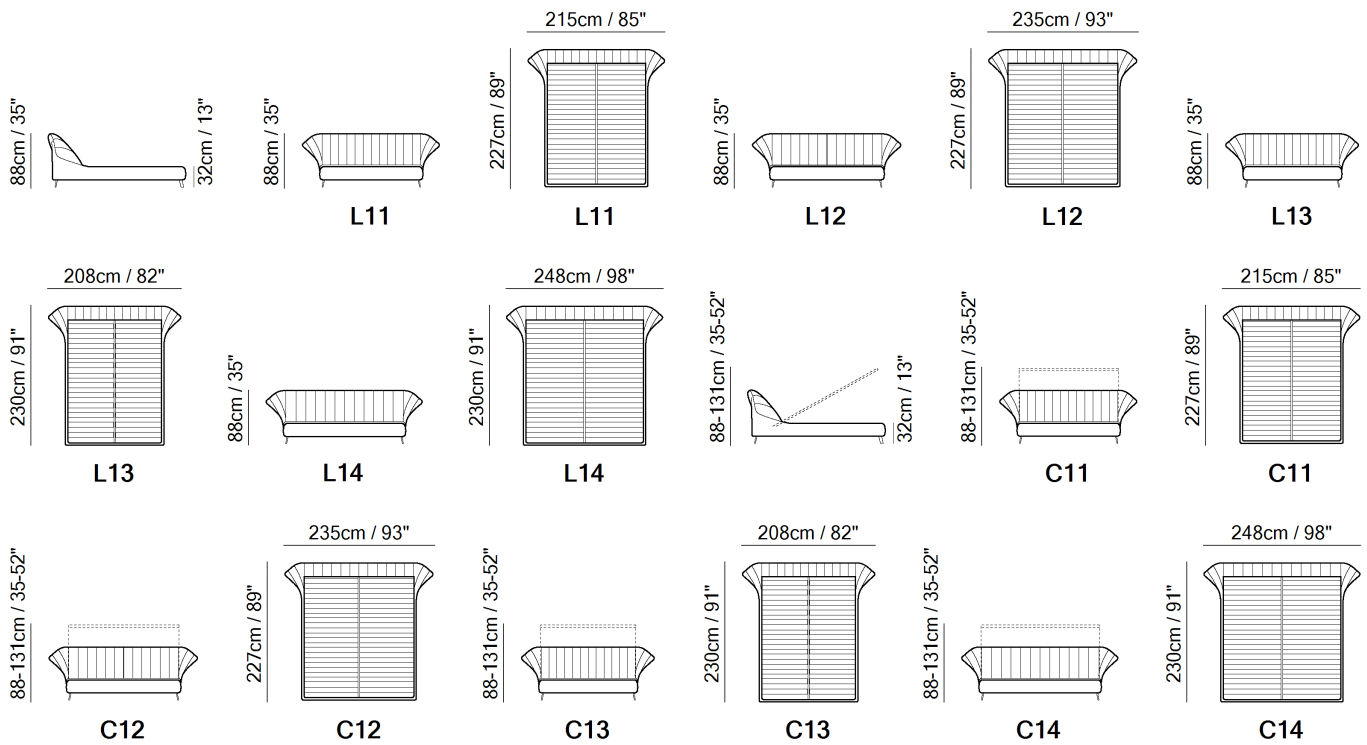 215cm / 85"
235cm / 93"
88cm / 35"
32cm / 13"
88cm / 35"
227cm / 89"
88cm / 35"
227cm / 89"
88cm / 35"
L11
L11
L12
L12
L13
208cm / 82"
248cm / 98"
215cm / 85"
230cm / 91"
88cm / 35"
230cm / 91"
88-131cm / 35-52"
32cm / 13"
88-131cm / 35-52"
227cm / 89"
L13
L14
L14
C11
C11
235cm / 93"
208cm / 82"
248cm / 98"
88-131cm / 35-52"
227cm / 89"
88-131cm / 35-52"
230cm / 91"
88-131cm / 35-52"
230cm / 91"
C12
C12
C13
C13
C14
C14